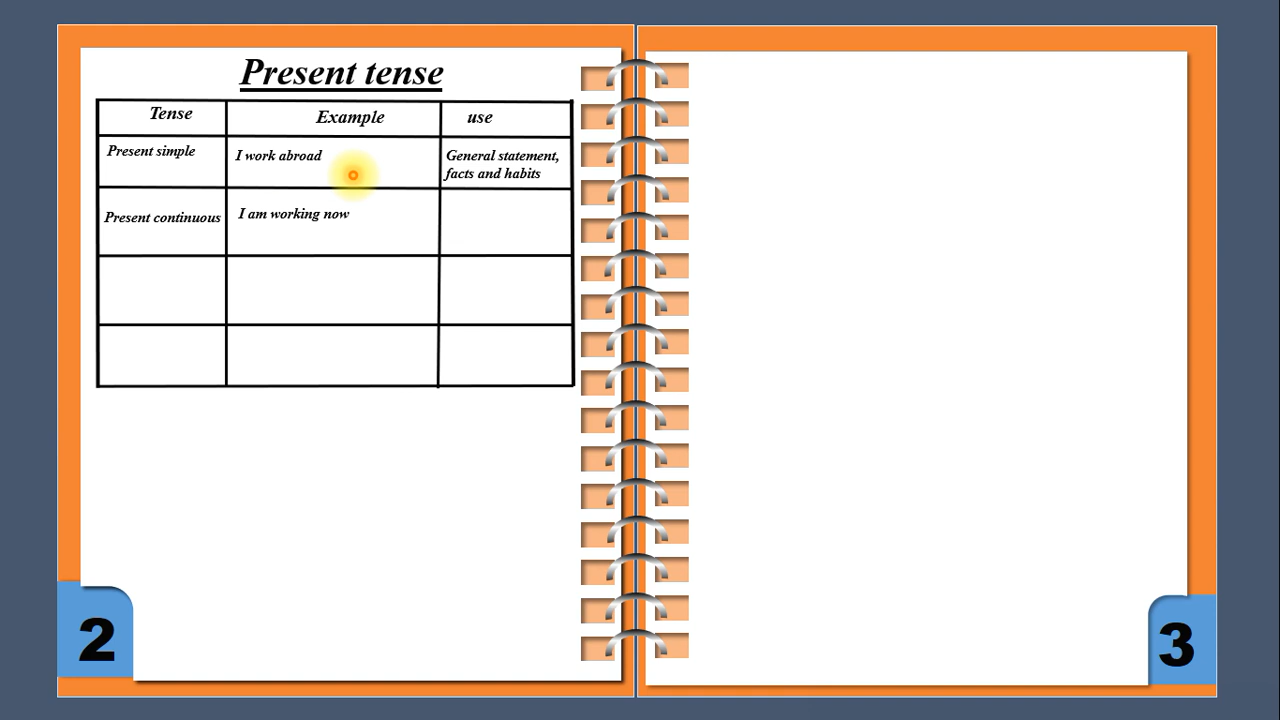 Present tense
Tense Example use
Present simple I work abroad General statement,
facts and habits
Present continuous I am working now
2 3